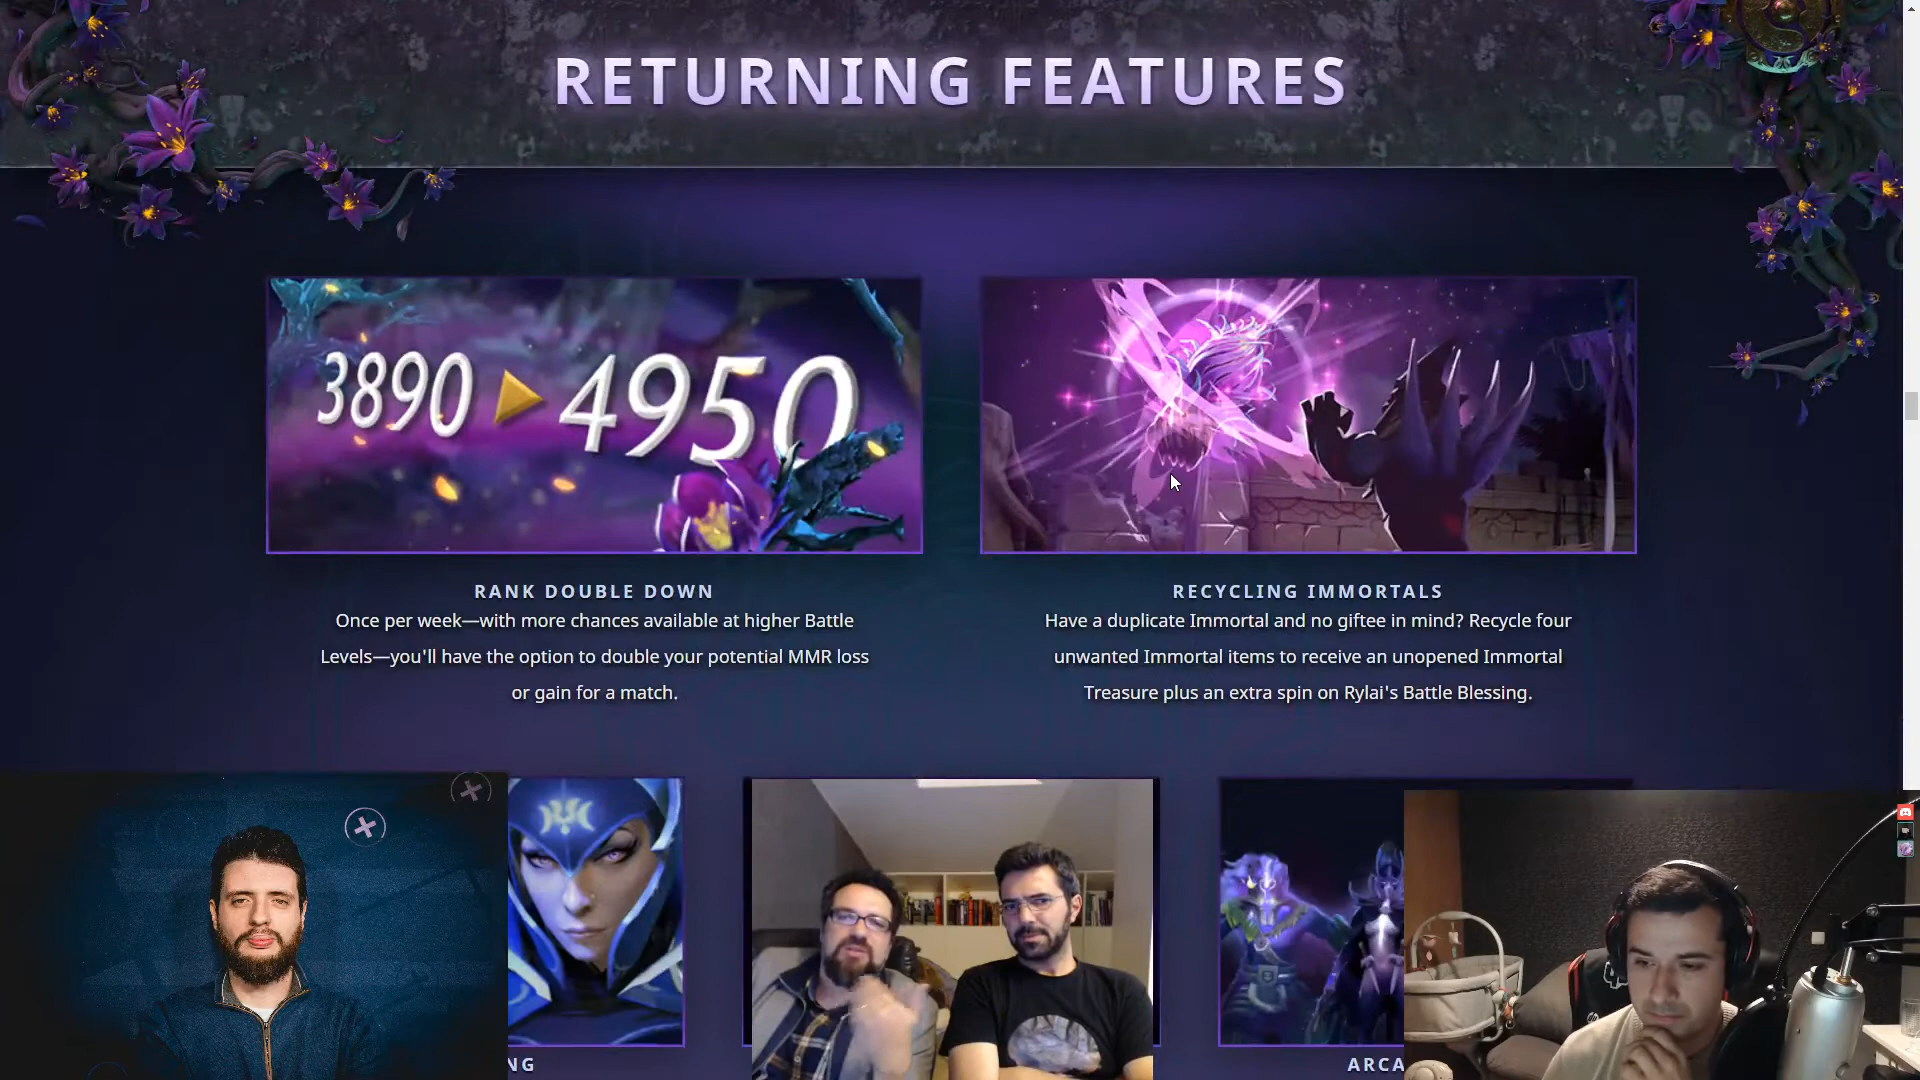 RETURNING FEATURES
3890 4950
RANK DOUBLE DOWN
Once per week—with more chances available at higher Battle
Levels—you'll have the option to double your potential MMR loss
or gain for a match.
RECYCLING IMMORTALS
Have a duplicate Immortal and no giftee in mind? Recycle four
unwanted Immortal items to receive an unopened Immortal
Treasure plus an extra spin on Rylai's Battle Blessing.
NG
ARCA